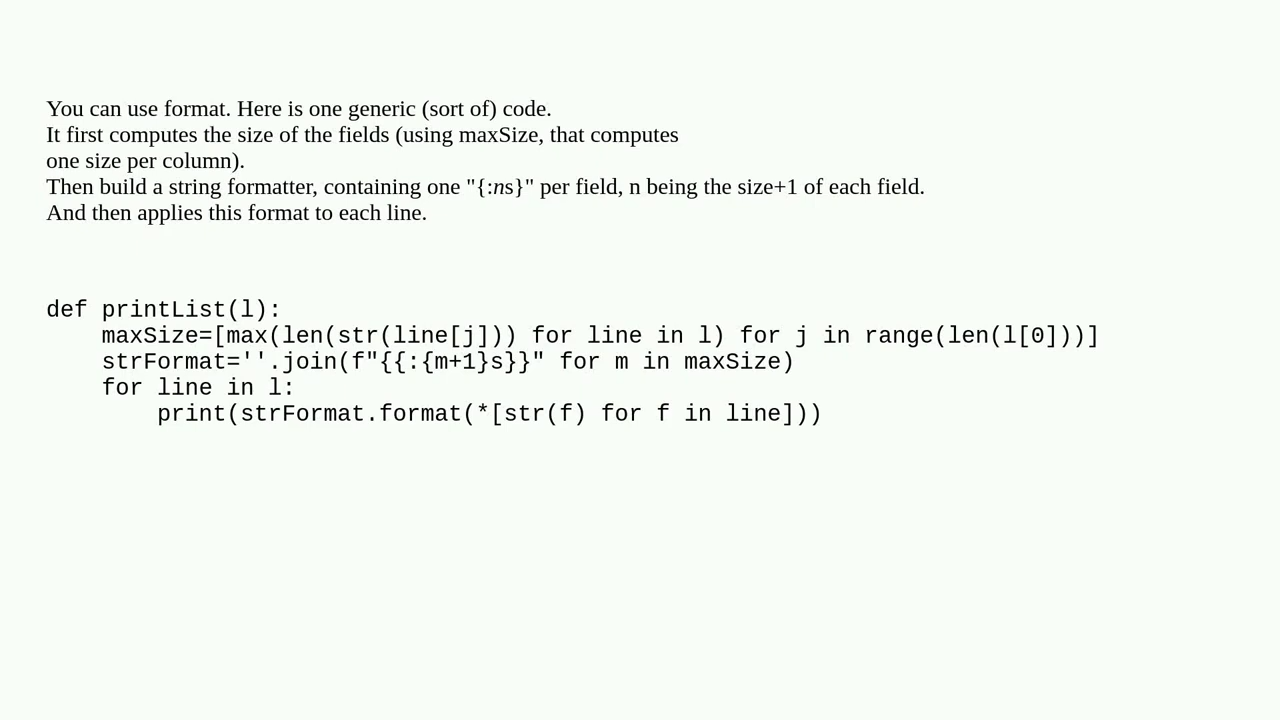 You can use format. Here is one generic (sort of) code.
It first computes the size of the fields (using maxSize, that computes
one size per column).
Then build a string formatter, containing one "{:ns}" per field, n being the size+1 of each field.
And then applies this format to each line.
def printList(l):
    maxSize=[max(len(str(line[j])) for line in l) for j in range(len(l[0]))]
    strFormat=''.join(f"{{:{m+1}s}}" for m in maxSize)
    for line in l:
        print(strFormat.format(*[str(f) for f in line]))